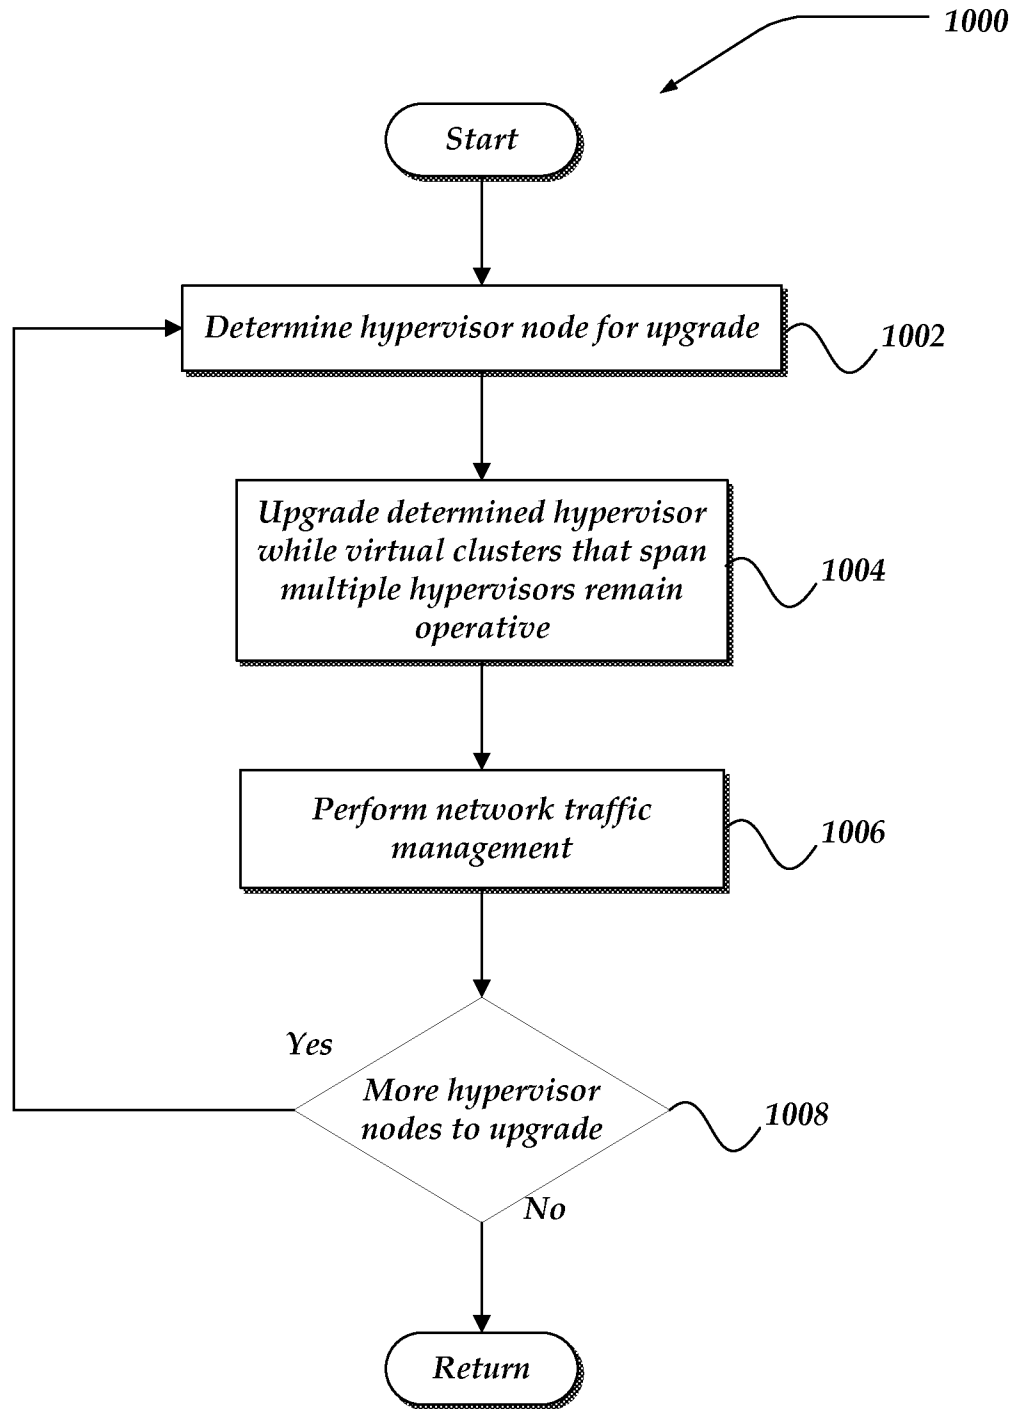 1000
Start
Determine hypervisor node for upgrade
1002
Upgrade determined hypervisor
while virtual clusters that span
multiple hypervisors remain
operative
1004
Perform network traffic
management
1006
Yes
More hypervisor
nodes to upgrade
1008
No
Return